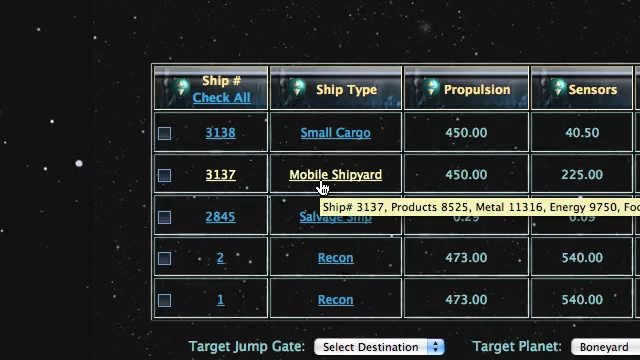 Ship # Ship Type Propulsion Sensors
Check All
3138 Small Cargo 450.00 40.50
3137 Mobile Shipyard 450.00 225.00
Ship# 3137, Products 8525, Metal 11316, Energy 9750, Foo
2845 Salvage Ship 0.29 0.09
2 Recon 473.00 540.00
1 Recon 473.00 540.00
Target Jump Gate: Select Destination Target Planet: Boneyard